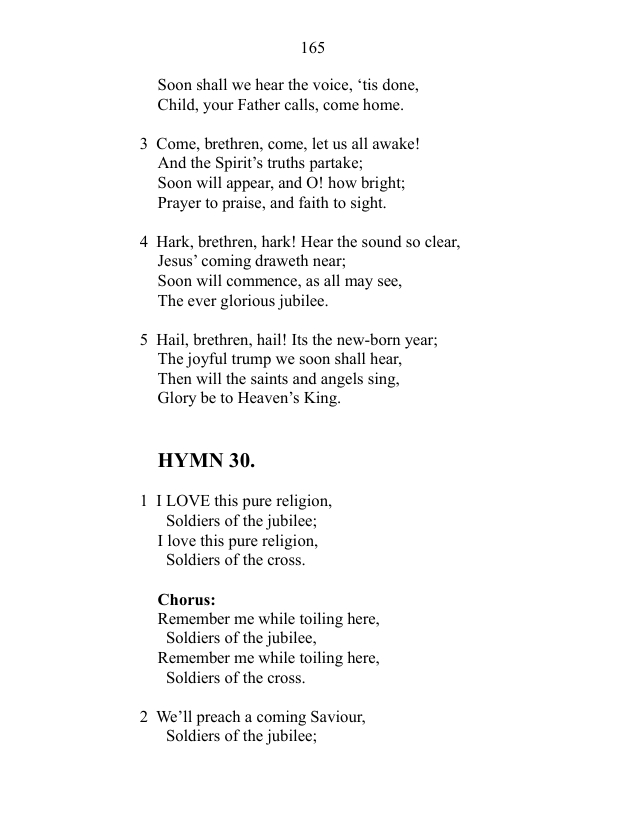 165
Soon shall we hear the voice, ‘tis done,
Child, your Father calls, come home.
3 Come, brethren, come, let us all awake!
And the Spirit’s truths partake;
Soon will appear, and O! how bright;
Prayer to praise, and faith to sight.
4 Hark, brethren, hark! Hear the sound so clear,
Jesus’ coming draweth near;
Soon will commence, as all may see,
The ever glorious jubilee.
5 Hail, brethren, hail! Its the new-born year;
The joyful trump we soon shall hear,
Then will the saints and angels sing,
Glory be to Heaven’s King.
HYMN 30.
1 I LOVE this pure religion,
Soldiers of the jubilee;
I love this pure religion,
Soldiers of the cross.
Chorus:
Remember me while toiling here,
Soldiers of the jubilee,
Remember me while toiling here,
Soldiers of the cross.
2 We’ll preach a coming Saviour,
Soldiers of the jubilee;